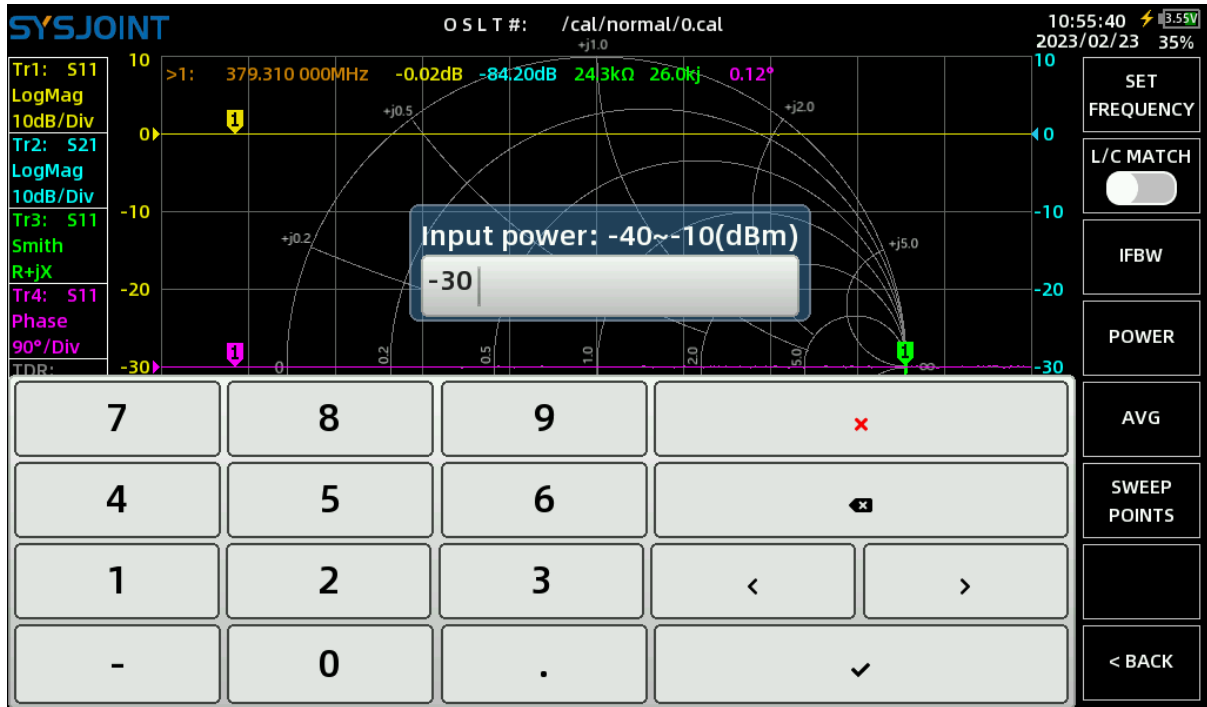 SYSJOINT
O S L T #: /cal/normal/0.cal
10:55:40 3.55V
2023/02/23 35%
Tr1: S11
LogMag
10dB/Div
Tr2: S21
LogMag
10dB/Div
Tr3: S11
Smith
R+jX
Tr4: S11
Phase
90°/Div
TDR:
>1: 379.310 000MHz -0.02dB -84.20dB 24.3kΩ 26.0kj 0.12°
10
0
-10
-20
-30
+j1.0
+j0.5
+j2.0
+j0.2
+j5.0
1
1
1
0
0.2
0.5
1.0
2.0
5.0
∞
10
0
-10
-20
-30
Input power: -40~-10(dBm)
-30
7 8 9 ×
4 5 6
1 2 3 < >
- 0 . ✓
SET
FREQUENCY
L/C MATCH
IFBW
POWER
AVG
SWEEP
POINTS
< BACK